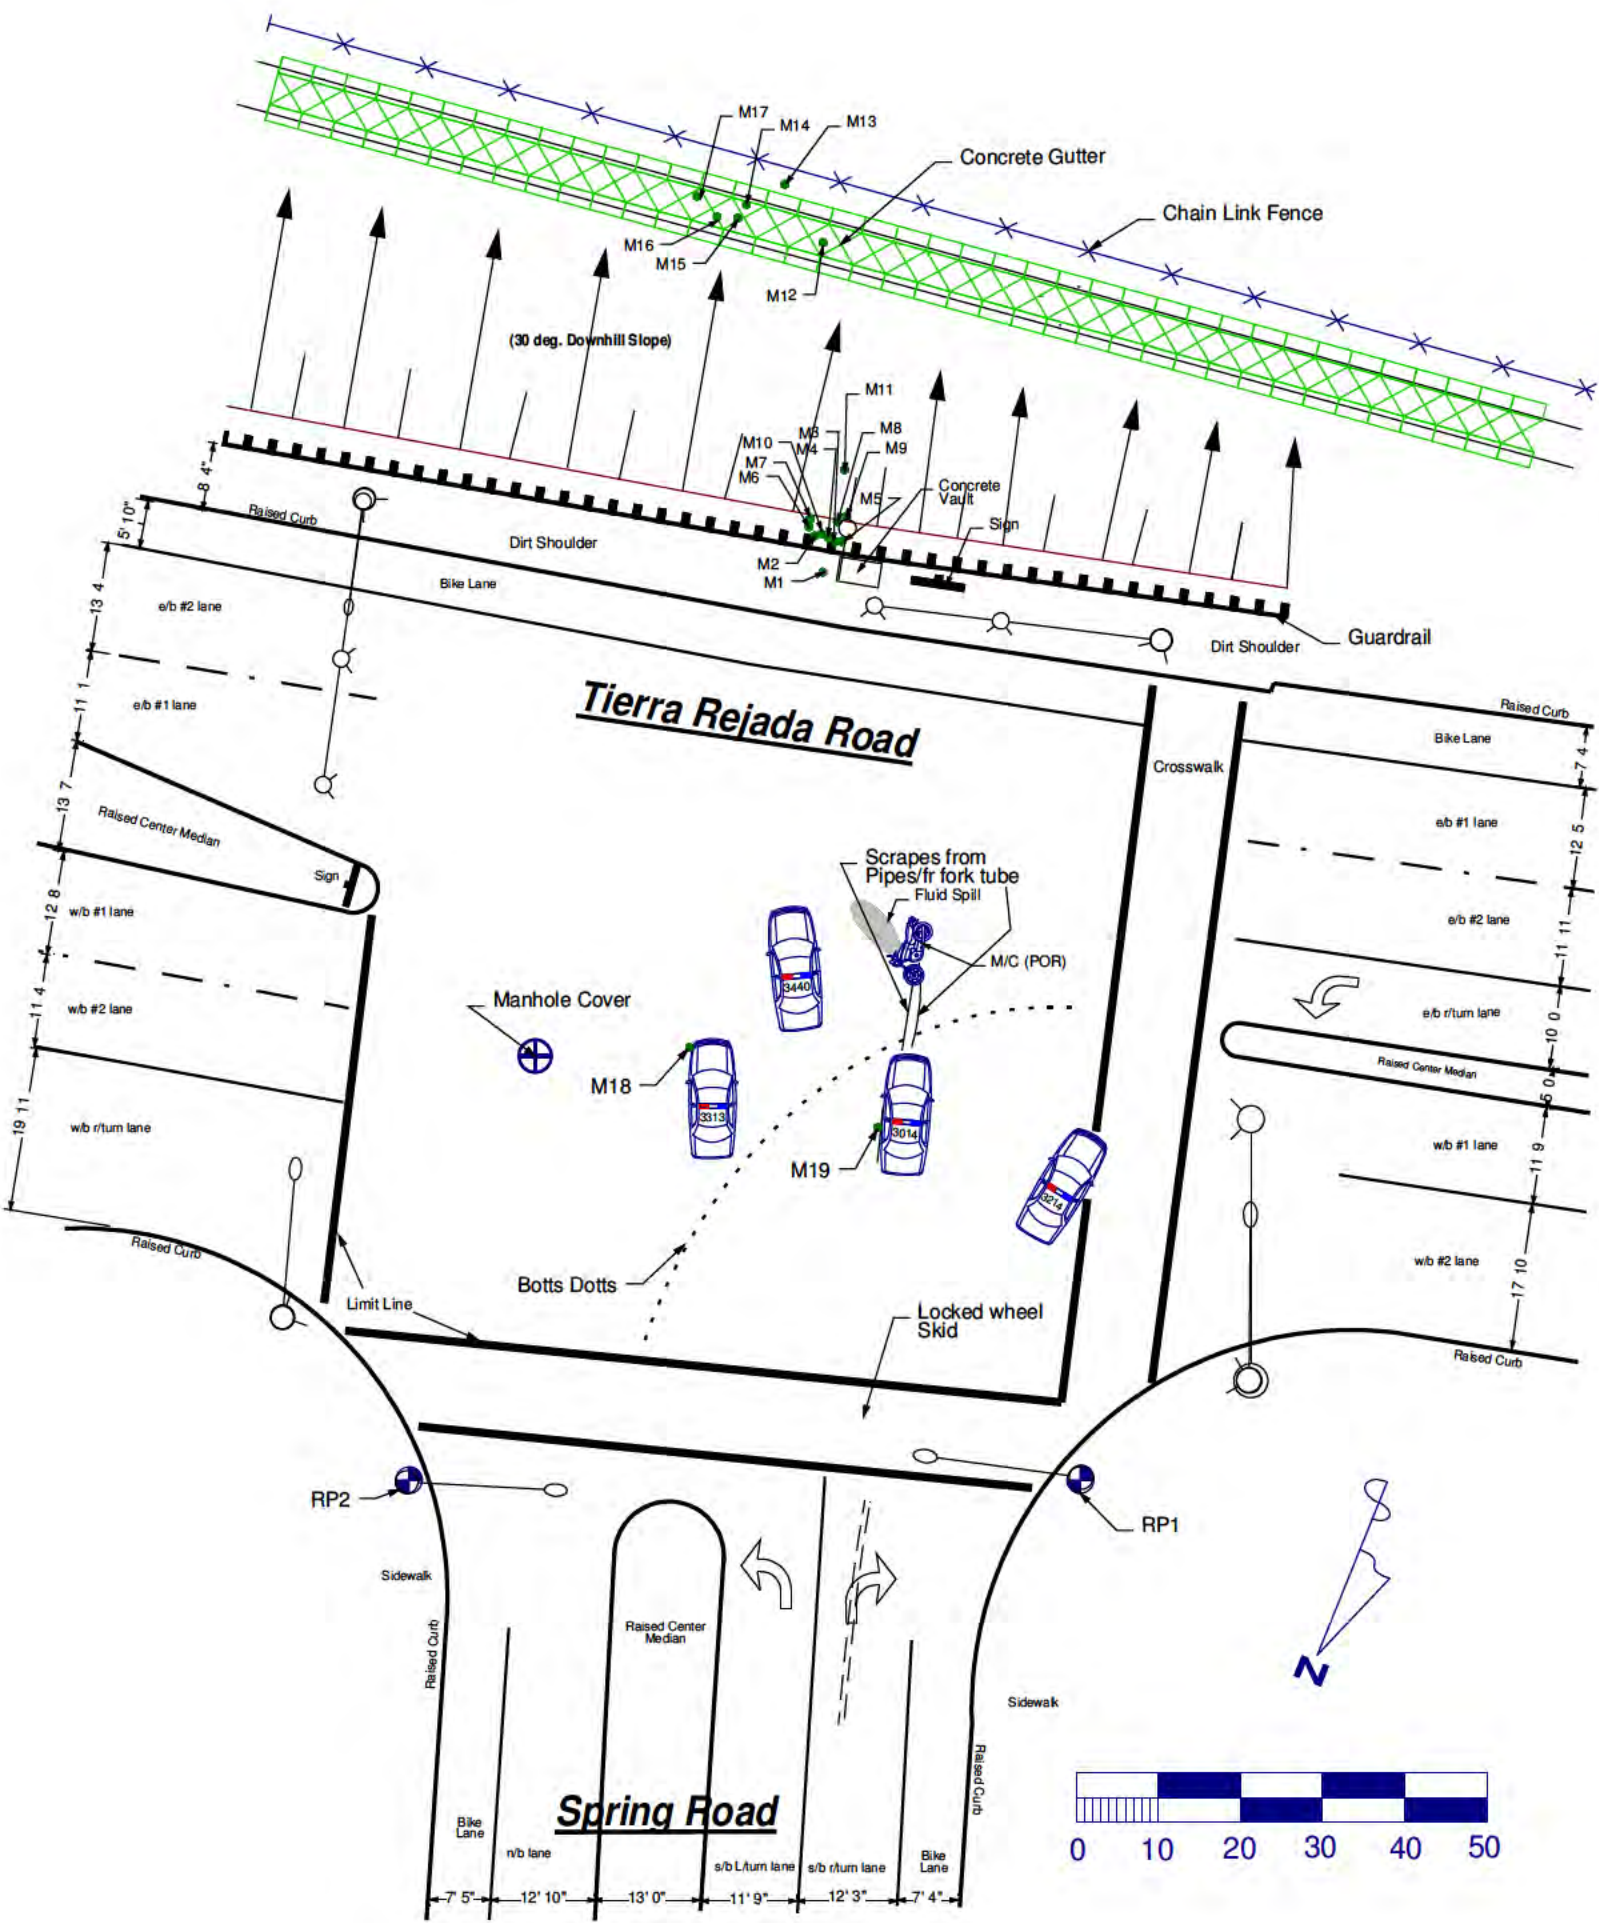 M17
M14
M13
Concrete Gutter
Chain Link Fence
M16
M15
M12
(30 deg. Downhill Slope)
M11
M3
M8
M10
M4
M9
M7
M6
M5
Concrete
Vault
Sign
8' 4"
5' 10"
Raised Curb
Dirt Shoulder
M2
M1
Bike Lane
Guardrail
Dirt Shoulder
13 4
e/b #2 lane
11 1
e/b #1 lane
Tierra Rejada Road
Raised Curb
Bike Lane
7 4
Crosswalk
13 7
Raised Center Median
Sign
e/b #1 lane
12 5
Scrapes from
Pipes/fr fork tube
Fluid Spill
12 8
w/b #1 lane
e/b #2 lane
11 11
M/C (POR)
3440
Manhole Cover
11 4
w/b #2 lane
e/b r/turn lane
10 0
Raised Center Median
M18
3313
3014
M19
19 11
w/b r/turn lane
w/b #1 lane
11 9
3214
Raised Curb
Botts Dotts
w/b #2 lane
17 10
Limit Line
Locked wheel
Skid
Raised Curb
RP2
RP1
Sidewalk
Raised Curb
Raised Center
Median
N
Sidewalk
Raised Curb
Spring Road
Bike
Lane
n/b lane
s/b L/turn lane
s/b r/turn lane
Bike
Lane
7' 5"
12' 10"
13' 0"
11' 9"
12' 3"
7' 4"
0 10 20 30 40 50